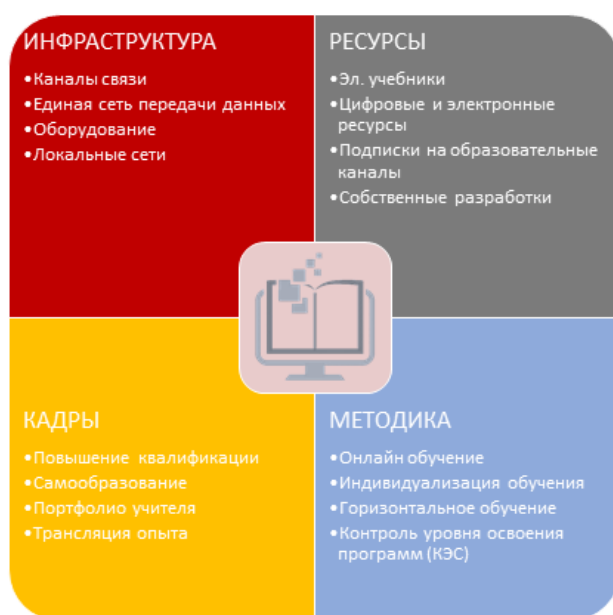 ИНФРАСТРУКТУРА
•Каналы связи
•Единая сеть передачи данных
•Оборудование
•Локальные сети
РЕСУРСЫ
•Эл. учебники
•Цифровые и электронные
ресурсы
•Подписки на образовательные
каналы
•Собственные разработки
КАДРЫ
•Повышение квалификации
•Самообразование
•Портфолио учителя
•Трансляция опыта
МЕТОДИКА
•Онлайн обучение
•Индивидуализация обучения
•Горизонтальное обучение
•Контроль уровня освоения
программ (КЭС)